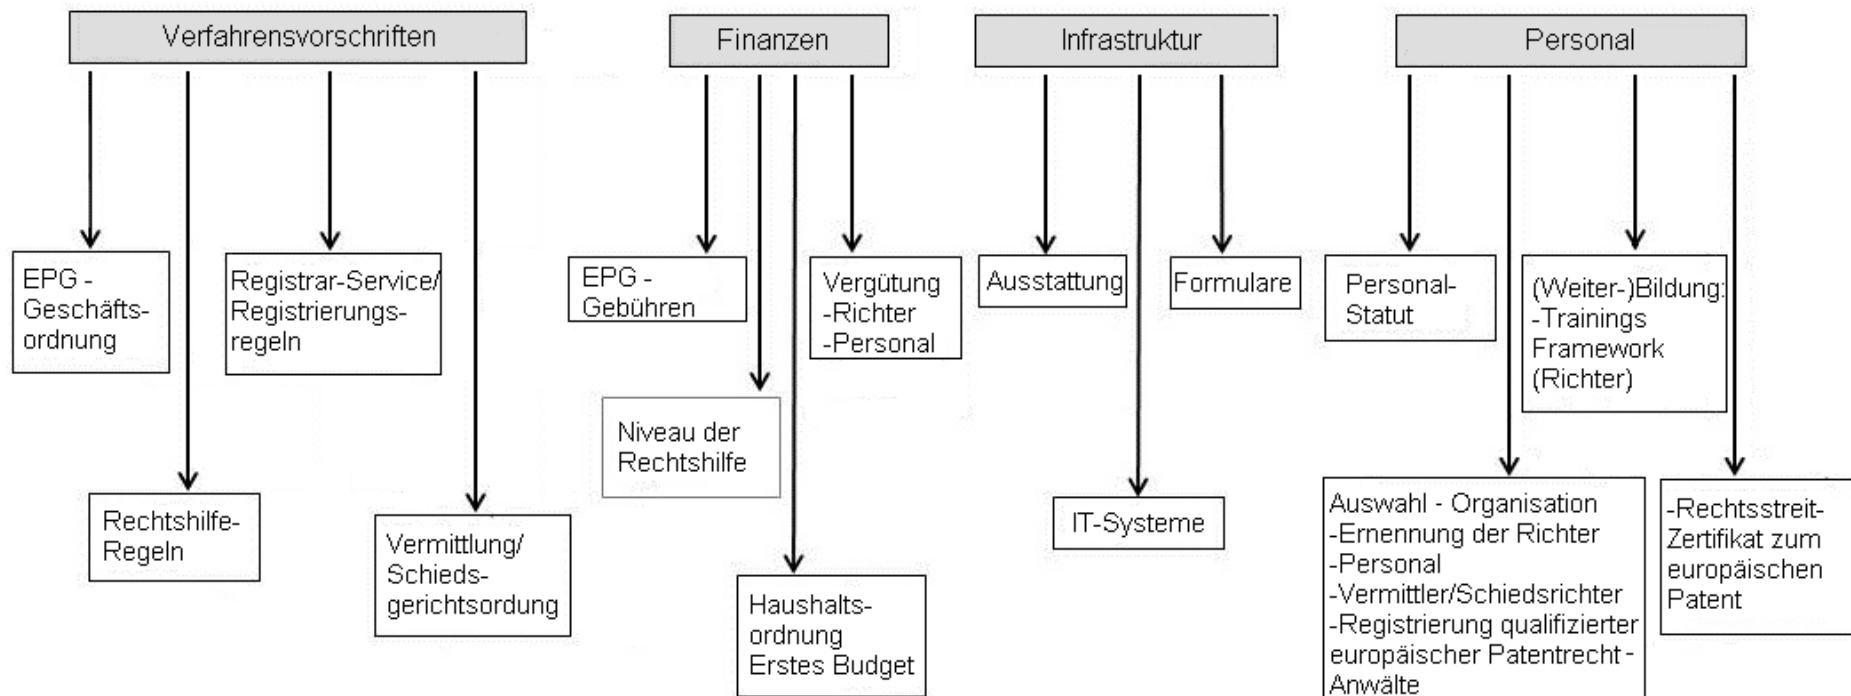 Verfahrensvorschriften
Finanzen
Infrastruktur
Personal
EPG -
Geschäfts-
ordnung
Registrar-Service/
Registrierungs-
regeln
EPG -
Gebühren
Vergütung
-Richter
-Personal
Ausstattung
Formulare
Personal-
Statut
(Weiter-)Bildung:
-Trainings
Framework
(Richter)
Niveau der
Rechtshilfe
Rechtshilfe-
Regeln
Vermittlung/
Schieds-
gerichtsordung
Haushalts-
ordnung
Erstes Budget
IT-Systeme
Auswahl - Organisation
-Ernennung der Richter
-Personal
-Vermittler/Schiedsrichter
-Registrierung qualifizierter
europäischer Patentrecht -
Anwälte
-Rechtsstreit-
Zertifikat zum
europäischen
Patent